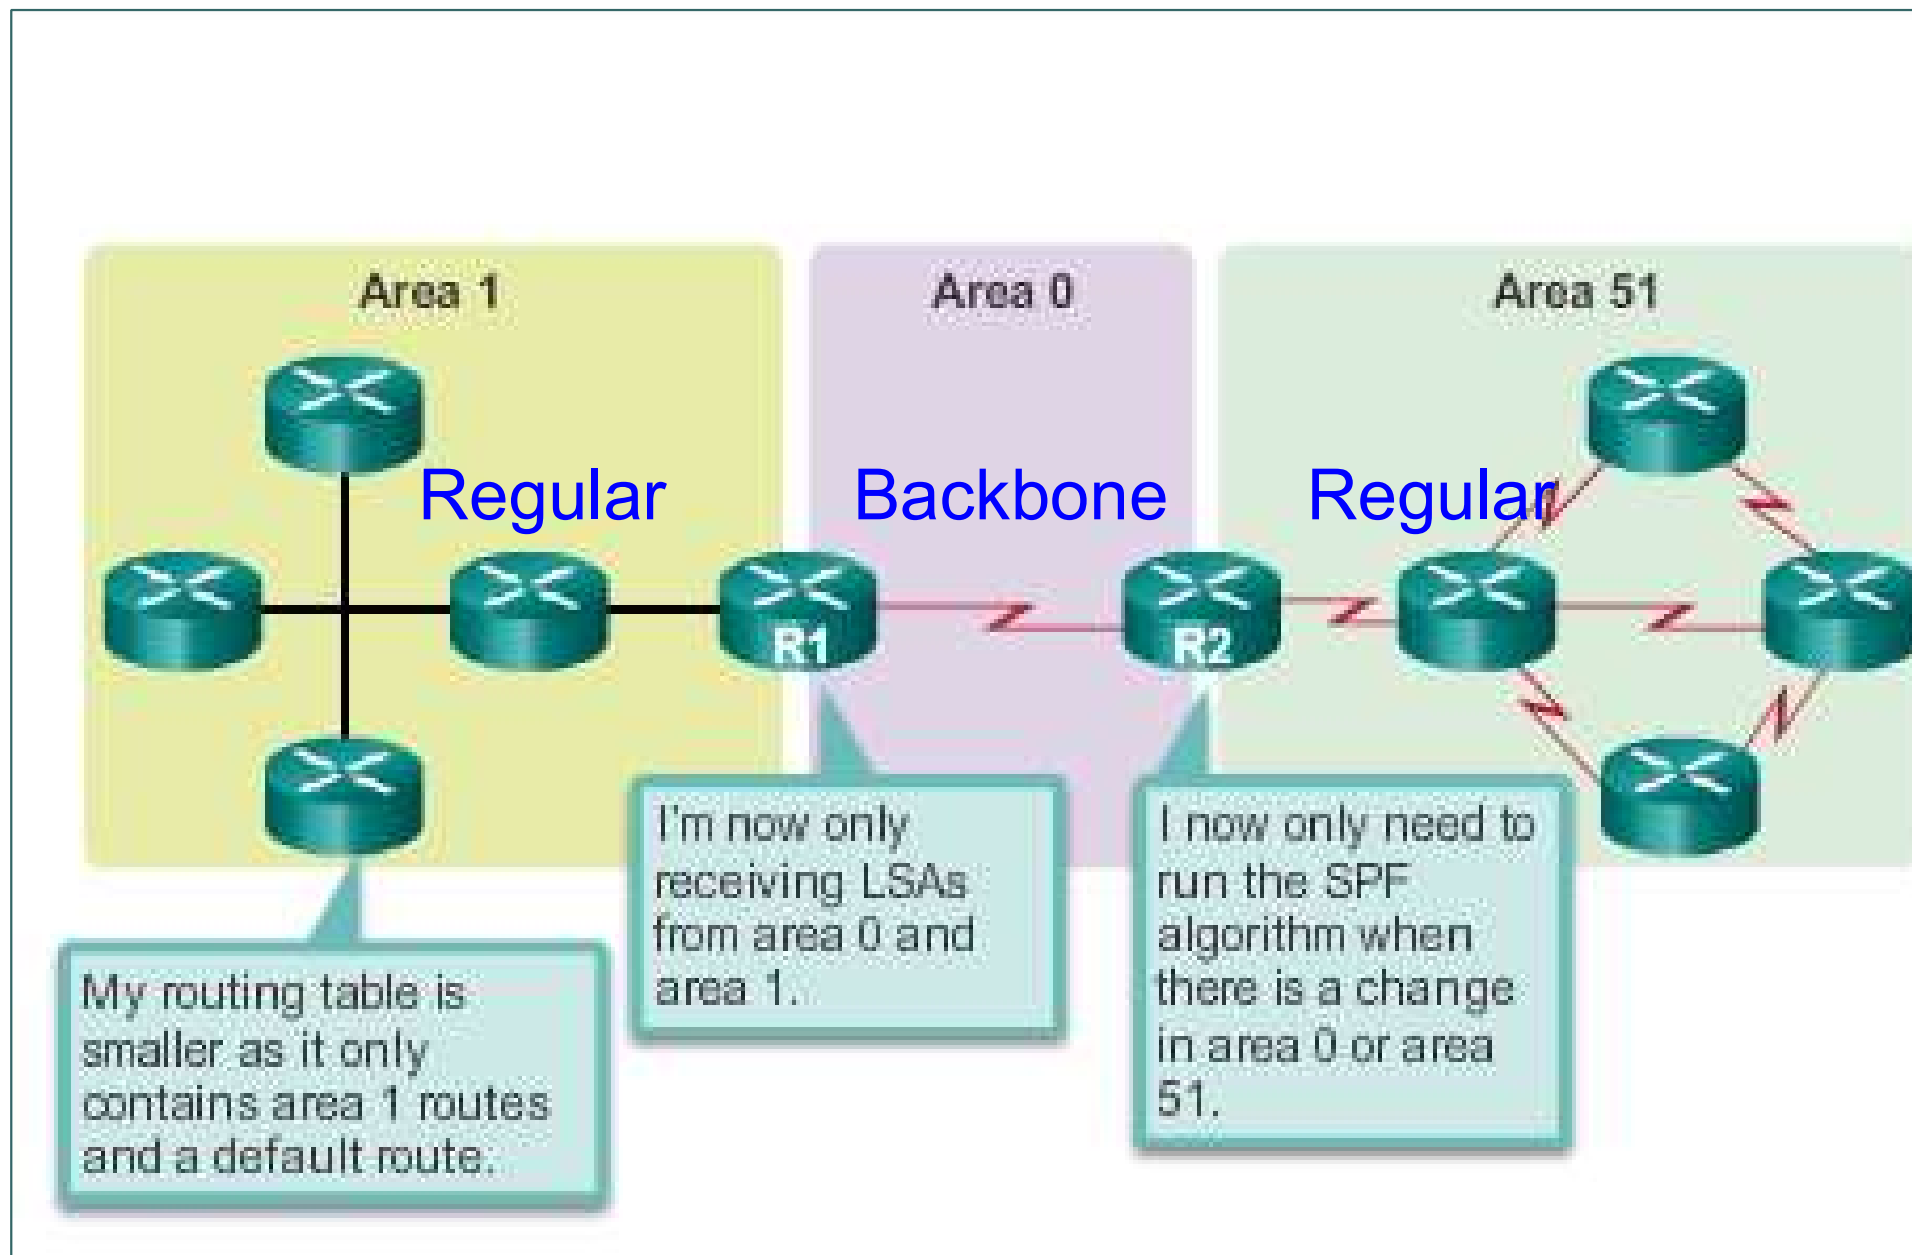 Area 1
Area 0
Area 51
Regular
Backbone
Regular
R1
R2
I'm now only
receiving LSAs
from area 0 and
area 1.
I now only need to
run the SPF
algorithm when
there is a change
in area 0 or area
51.
My routing table is
smaller as it only
contains area 1 routes
and a default route.